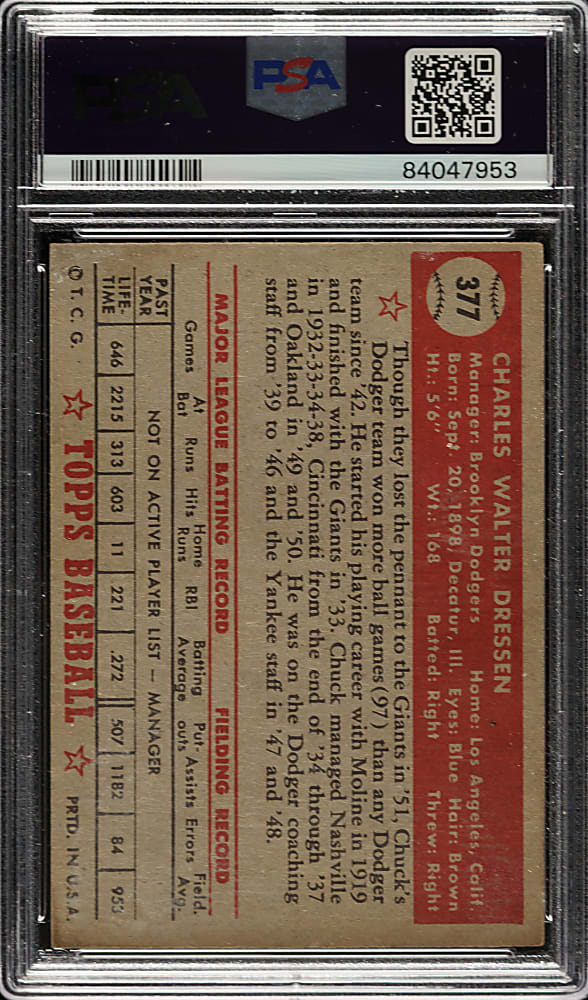 PSA
PSA
84047953
377
CHARLES WALTER DRESSEN
Manager: Brooklyn Dodgers Home: Los Angeles, Calif.
Born: Sept. 20, 1898, Decatur, Ill. Eyes: Blue Hair: Brown
Ht.: 5'6" Wt.: 168 Batted: Right Threw: Right
Though they lost the pennant to the Giants in '51, Chuck's
Dodger team won more ball games (97) than any Dodger
team since '42. He started his playing career with Moline in 1919
and finished with the Giants in '33. Chuck managed Nashville
in 1932-33-34-38, Cincinnati from the end of '34 through '37
and Oakland in '49 and '50. He was on the Dodger coaching
staff from '39 to '46 and the Yankee staff in '47 and '48.
MAJOR LEAGUE BATTING RECORD FIELDING RECORD
Games At Bat Runs Hits Home Runs RBI Batting Average Put-outs Assists Errors Field. Avg.
PAST YEAR NOT ON ACTIVE PLAYER LIST — MANAGER
LIFE-TIME 646 2215 313 603 11 221 .272 507 1182 84 953
© T. C. G. TOPPS BASEBALL PRTD. IN U.S.A.